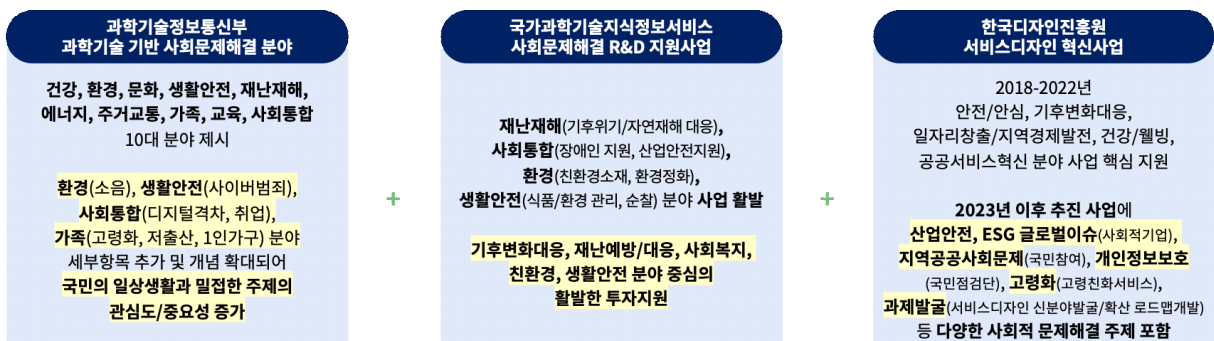 과학기술정보통신부
과학기술 기반 사회문제해결 분야
건강, 환경, 문화, 생활안전, 재난재해,
에너지, 주거교통, 가족, 교육, 사회통합
10대 분야 제시
환경(소음), 생활안전(사이버범죄),
사회통합(디지털격차, 취업),
가족(고령화, 저출산, 1인가구) 분야
세부항목 추가 및 개념 확대되어
국민의 일상생활과 밀접한 주제의
관심도/중요성 증가
+
국가과학기술지식정보서비스
사회문제해결 R&D 지원사업
재난재해(기후위기/자연재해 대응),
사회통합(장애인 지원, 산업안전지원),
환경(친환경소재, 환경정화),
생활안전(식품/환경 관리, 순찰) 분야 사업 활발
기후변화대응, 재난예방/대응, 사회복지,
친환경, 생활안전 분야 중심의
활발한 투자지원
+
한국디자인진흥원
서비스디자인 혁신사업
2018-2022년
안전/안심, 기후변화대응,
일자리창출/지역경제발전, 건강/웰빙,
공공서비스혁신 분야 사업 핵심 지원
2023년 이후 추진 사업에
산업안전, ESG 글로벌이슈(사회적기업),
지역공공사회문제(국민참여), 개인정보보호
(국민점검단), 고령화(고령친화서비스),
과제발굴(서비스디자인 신분야발굴/확산 로드맵개발)
등 다양한 사회적 문제해결 주제 포함